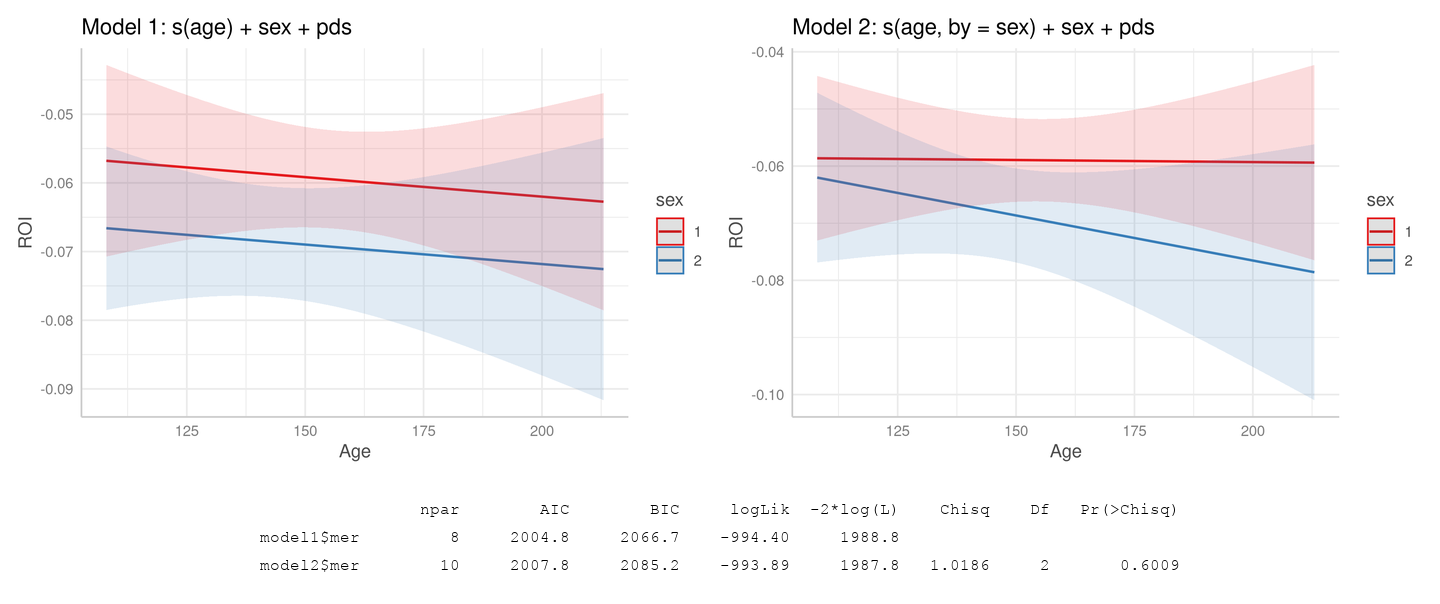 Model 1: s(age) + sex + pds
-0.05
-0.06
-0.07
-0.08
-0.09
ROI
125 150 175 200
Age
sex
1
2
Model 2: s(age, by = sex) + sex + pds
-0.04
-0.06
-0.08
-0.10
ROI
125 150 175 200
Age
sex
1
2
npar AIC BIC logLik -2*log(L) Chisq Df Pr(>Chisq)
model1$mer 8 2004.8 2066.7 -994.40 1988.8
model2$mer 10 2007.8 2085.2 -993.89 1987.8 1.0186 2 0.6009